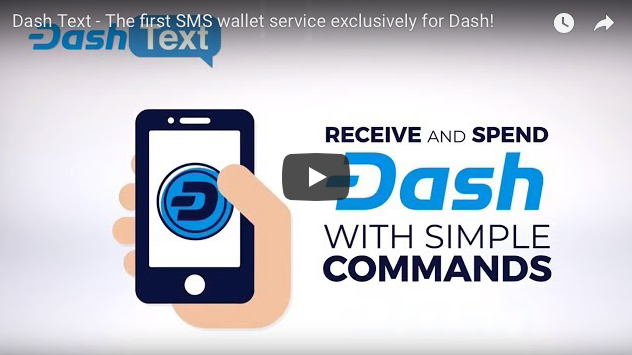 Dash Text - The first SMS wallet service exclusively for Dash!
Dash Text
RECEIVE AND SPEND
Dash
WITH SIMPLE
COMMANDS